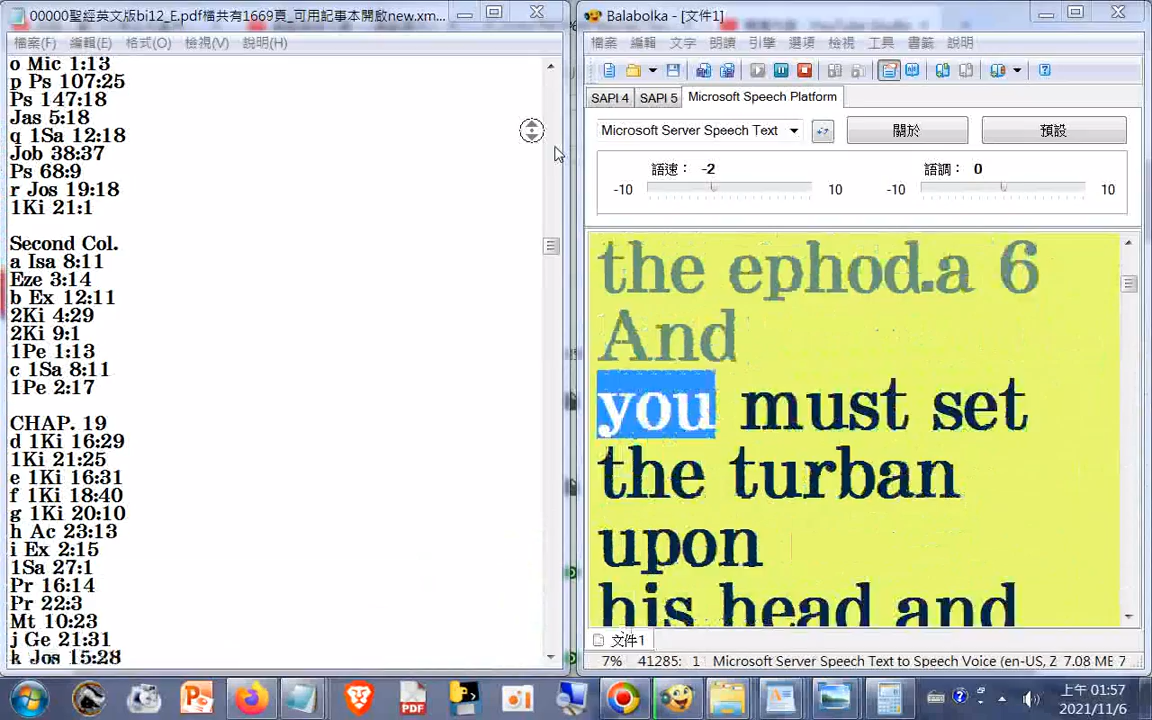 00000聖經英文版bi12_E.pdf檔共有1669頁_可用記事本開啟new.xm...
檔案(F) 編輯(E) 格式(O) 檢視(V) 說明(H)
o Mic 1:13
p Ps 107:25
Ps 147:18
Jas 5:18
q 1Sa 12:18
Job 38:37
Ps 68:9
r Jos 19:18
1Ki 21:1
Second Col.
a Isa 8:11
Eze 3:14
b Ex 12:11
2Ki 4:29
2Ki 9:1
1Pe 1:13
c 1Sa 8:11
1Pe 2:17
CHAP. 19
d 1Ki 16:29
1Ki 21:25
e 1Ki 16:31
f 1Ki 18:40
g 1Ki 20:10
h Ac 23:13
i Ex 2:15
1Sa 27:1
Pr 16:14
Pr 22:3
Mt 10:23
j Ge 21:31
k Jos 15:28
Balabolka - [文件1]
檔案 編輯 文字 朗讀 引擎 選項 檢視 工具 書籤 說明
SAPI 4 SAPI 5 Microsoft Speech Platform
Microsoft Server Speech Text 關於 預設
語速： -2 語調： 0
-10 10 -10 10
the ephod.a 6
And
you must set
the turban
upon
his head and
文件1
7% 41285: 1 Microsoft Server Speech Text to Speech Voice (en-US, Z 7.08 MB 7
PDF
上午 01:57
2021/11/6